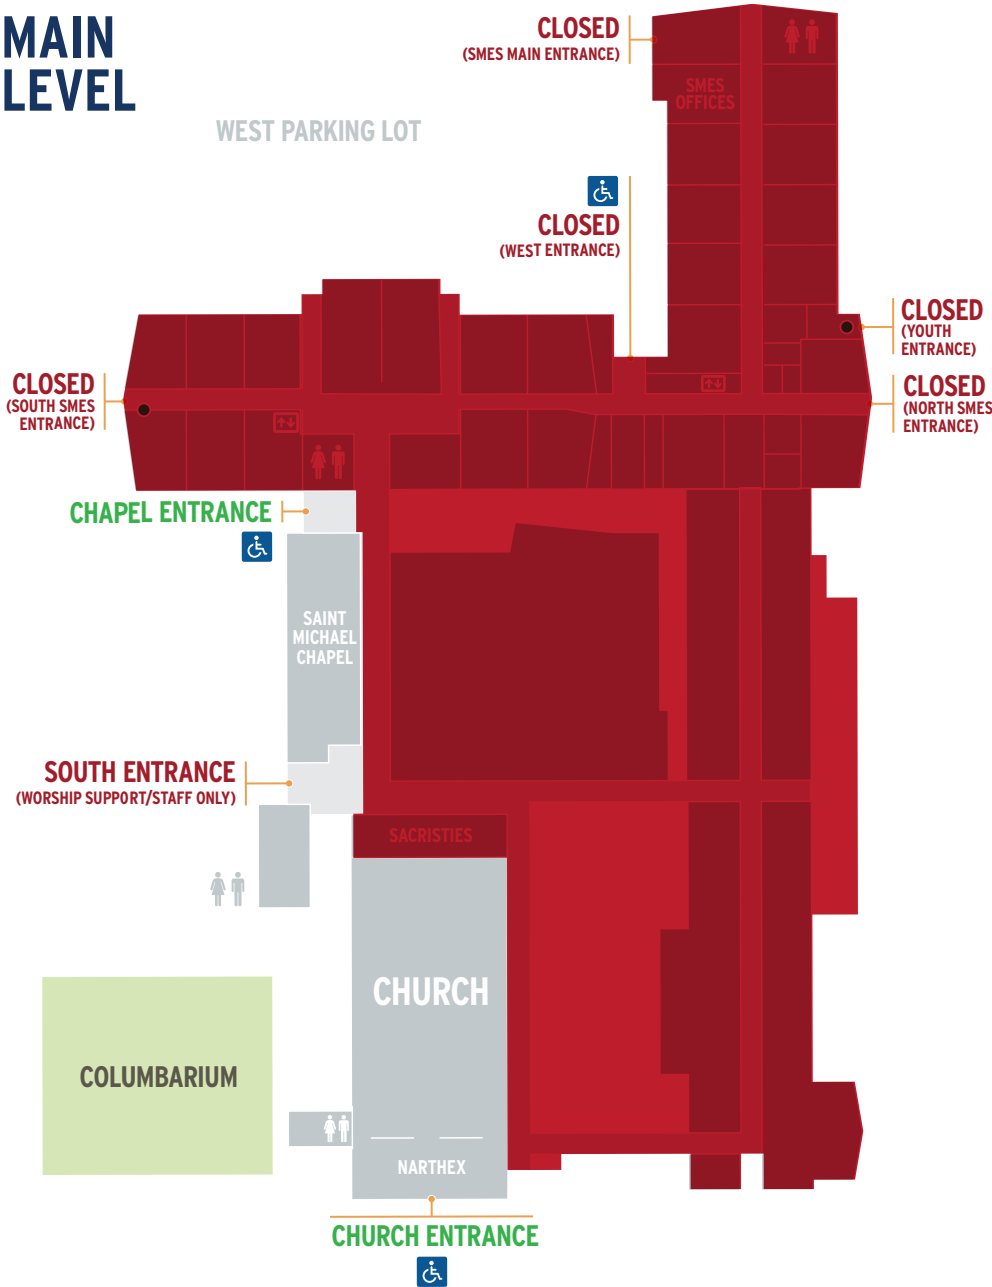 MAIN
LEVEL
WEST PARKING LOT
CLOSED
(SMES MAIN ENTRANCE)
SMES
OFFICES
CLOSED
(WEST ENTRANCE)
CLOSED
(YOUTH
ENTRANCE)
CLOSED
(SOUTH SMES
ENTRANCE)
CLOSED
(NORTH SMES
ENTRANCE)
CHAPEL ENTRANCE
SAINT
MICHAEL
CHAPEL
SOUTH ENTRANCE
(WORSHIP SUPPORT/STAFF ONLY)
SACRISTIES
CHURCH
COLUMBARIUM
NARTHEX
CHURCH ENTRANCE